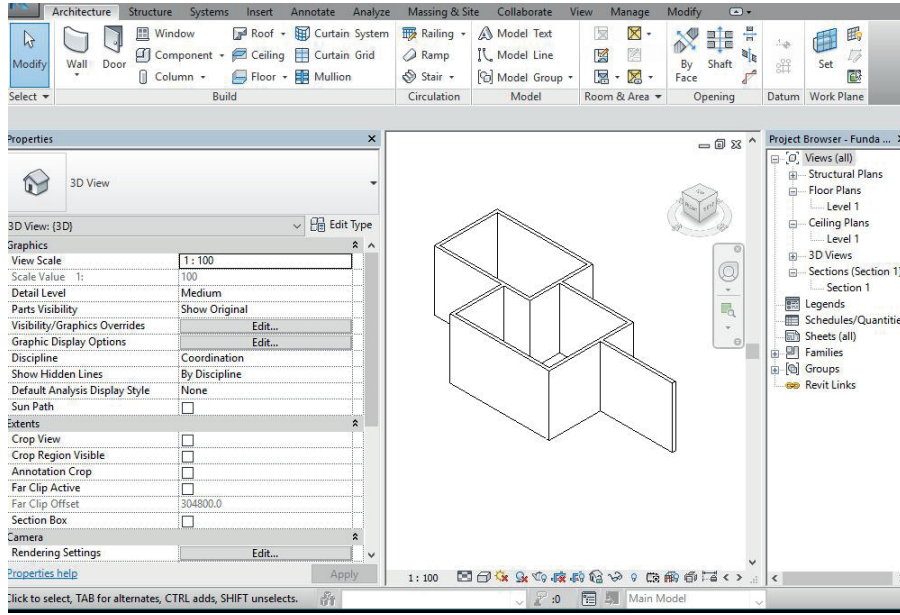 Architecture Structure Systems Insert Annotate Analyze Massing & Site Collaborate View Manage Modify
Modify
Wall
Door
Window
Component
Column
Roof
Ceiling
Floor
Curtain System
Curtain Grid
Mullion
Railing
Ramp
Stair
Model Text
Model Line
Model Group
By Face
Shaft
Set
Select
Build
Circulation
Model
Room & Area
Opening
Datum
Work Plane
Properties
3D View
3D View: {3D}
Edit Type
Graphics
View Scale 1 : 100
Scale Value 1: 100
Detail Level Medium
Parts Visibility Show Original
Visibility/Graphics Overrides Edit...
Graphic Display Options Edit...
Discipline Coordination
Show Hidden Lines By Discipline
Default Analysis Display Style None
Sun Path
Extents
Crop View
Crop Region Visible
Annotation Crop
Far Clip Active
Far Clip Offset 304800.0
Section Box
Camera
Rendering Settings Edit...
Properties help
Apply
1 : 100
Project Browser - Funda ...
Views (all)
Structural Plans
Floor Plans
Level 1
Ceiling Plans
Level 1
3D Views
Sections (Section 1)
Section 1
Legends
Schedules/Quantitie
Sheets (all)
Families
Groups
Revit Links
Click to select, TAB for alternates, CTRL adds, SHIFT unselects.
:0
Main Model